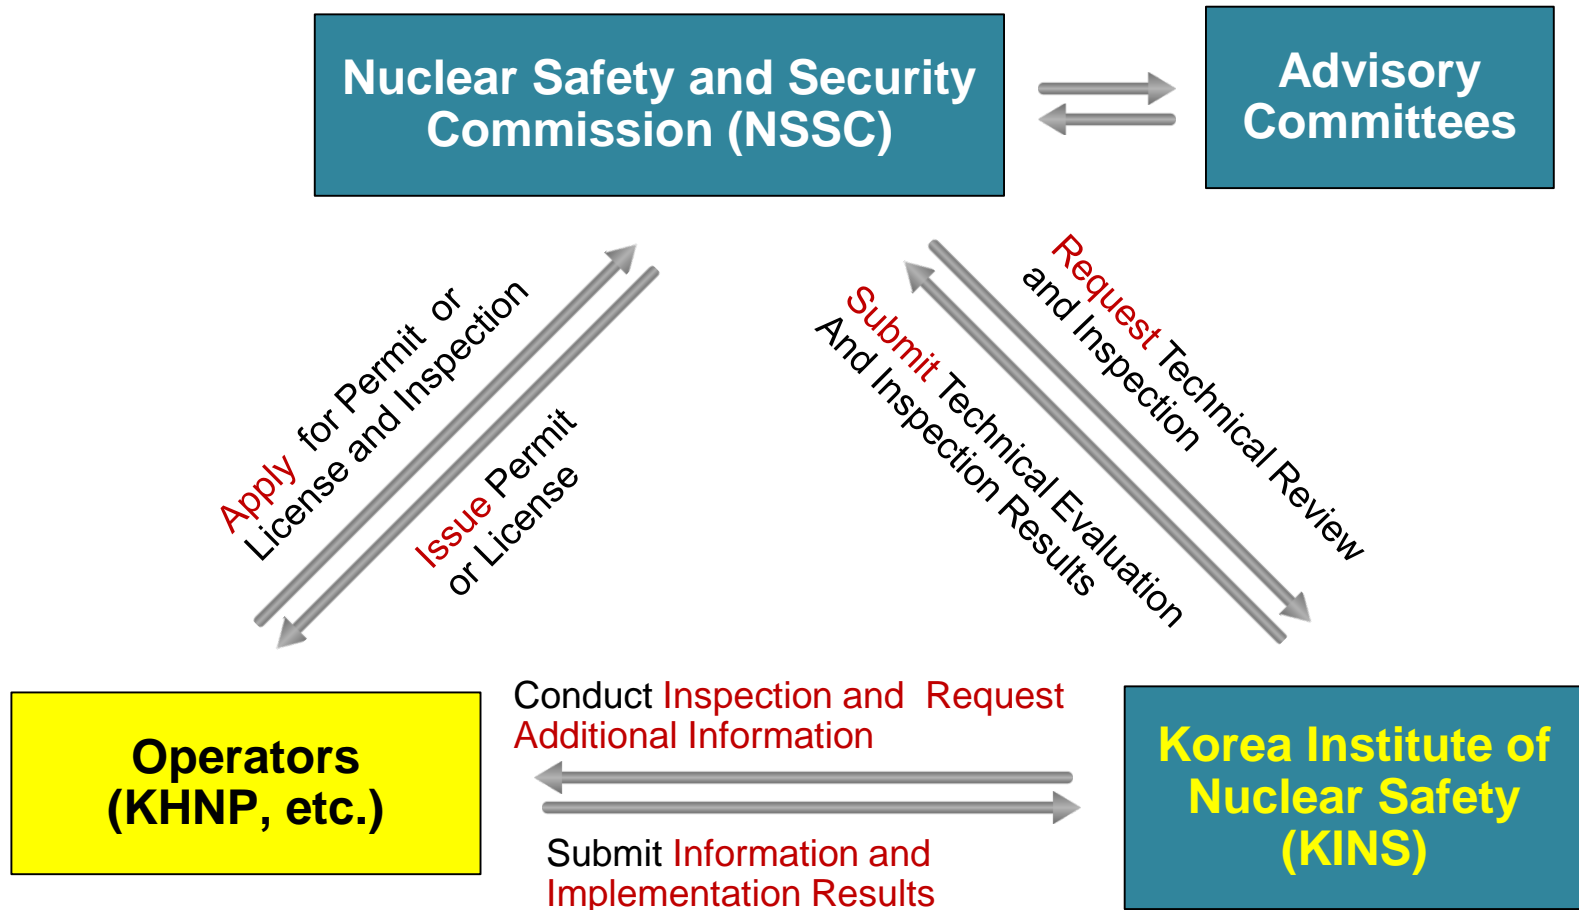 Nuclear Safety and Security
Commission (NSSC)
Advisory
Committees
Apply for Permit or
License and Inspection
Issue Permit
or License
Request Technical Review
and Inspection
Submit Technical Evaluation
And Inspection Results
Conduct Inspection and Request
Additional Information
Operators
(KHNP, etc.)
Korea Institute of
Nuclear Safety
(KINS)
Submit Information and
Implementation Results